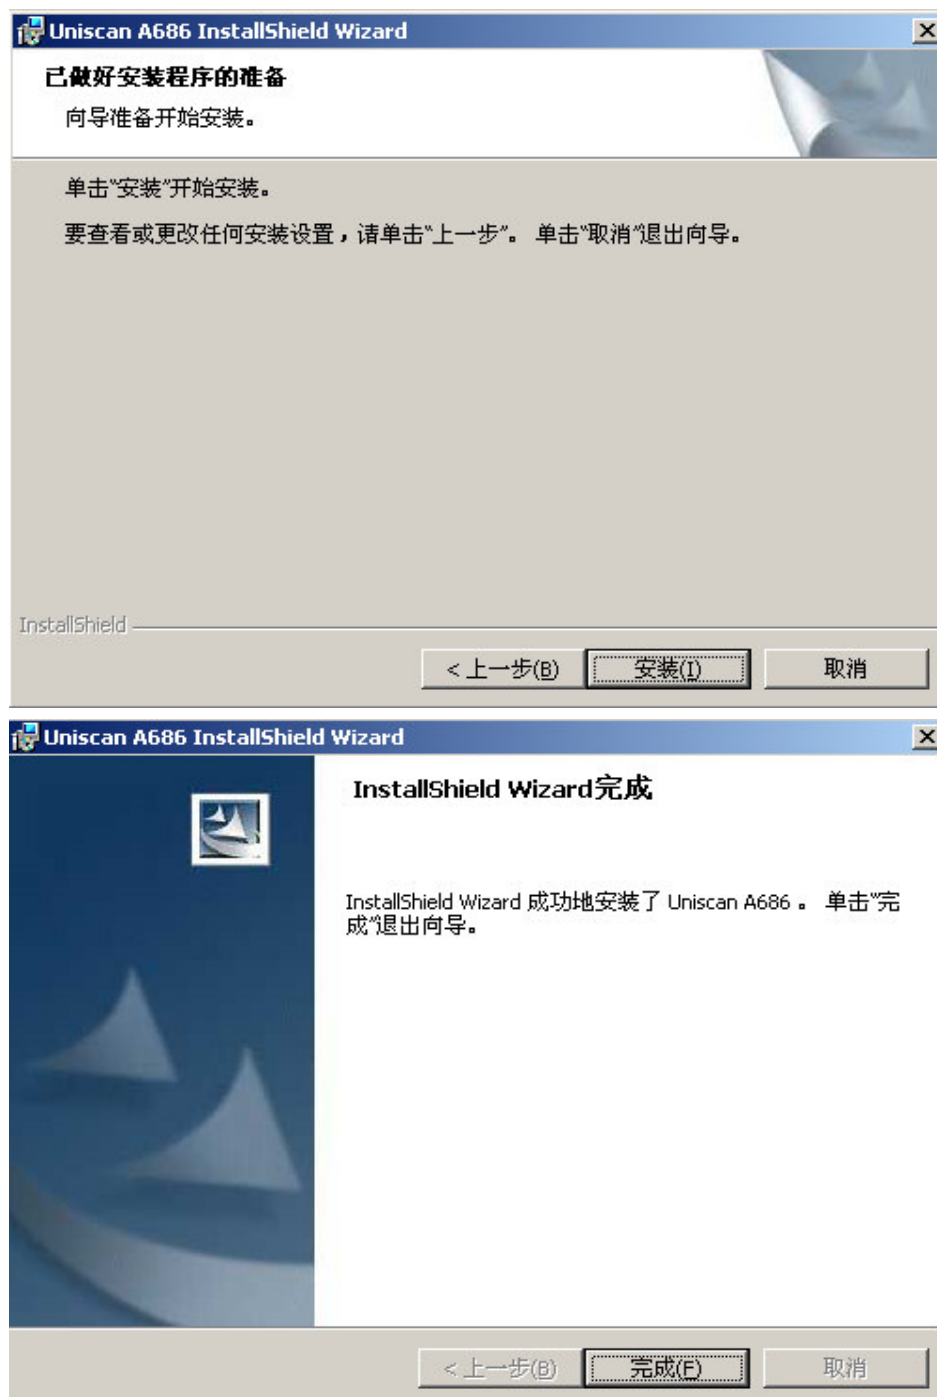 Uniscan A686 InstallShield Wizard
已做好安装程序的准备
向导准备开始安装。
单击"安装"开始安装。
要查看或更改任何安装设置，请单击"上一步"。 单击"取消"退出向导。
InstallShield
< 上一步(B) 安装(I) 取消
Uniscan A686 InstallShield Wizard
InstallShield Wizard完成
InstallShield Wizard 成功地安装了 Uniscan A686 。 单击"完
成"退出向导。
< 上一步(B) 完成(F) 取消